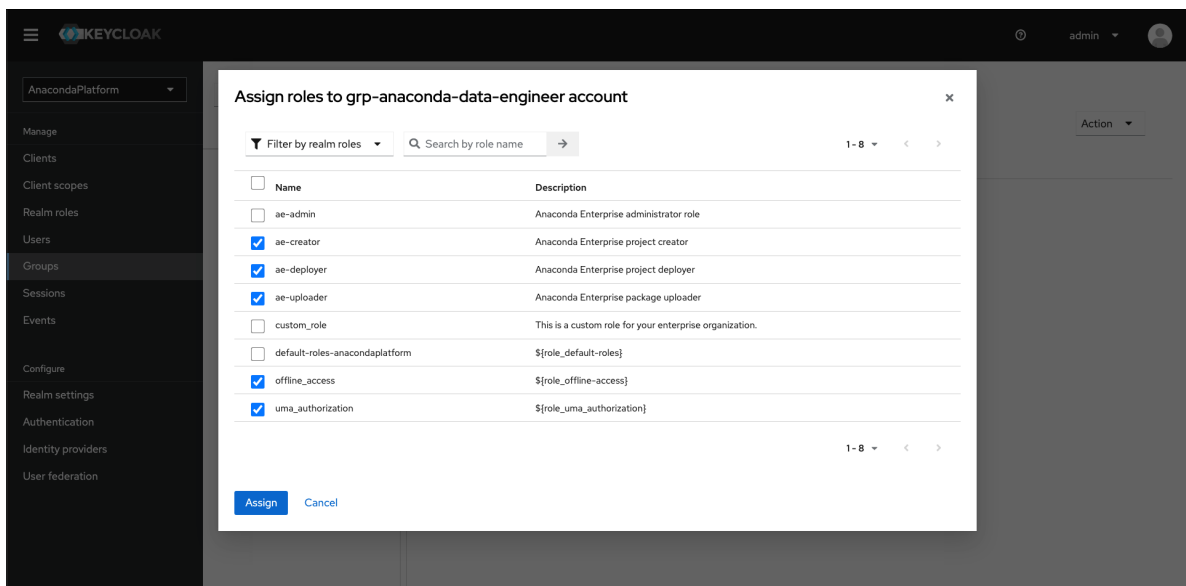 KEYCLOAK
admin
AnacondaPlatform
Manage
Clients
Client scopes
Realm roles
Users
Groups
Sessions
Events
Configure
Realm settings
Authentication
Identity providers
User federation
Action
Assign roles to grp-anaconda-data-engineer account
Filter by realm roles Search by role name 1 - 8
Name Description
ae-admin Anaconda Enterprise administrator role
ae-creator Anaconda Enterprise project creator
ae-deployer Anaconda Enterprise project deployer
ae-uploader Anaconda Enterprise package uploader
custom_role This is a custom role for your enterprise organization.
default-roles-anacondaplatform ${role_default-roles}
offline_access ${role_offline-access}
uma_authorization ${role_uma_authorization}
1 - 8
Assign Cancel